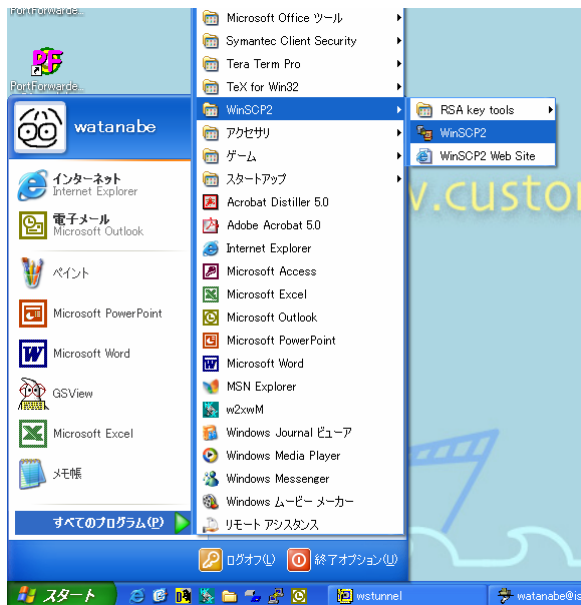 PortForwarde...
PortForwarde...
watanabe
インターネット
Internet Explorer
電子メール
Microsoft Outlook
ペイント
Microsoft PowerPoint
Microsoft Word
GSView
Microsoft Excel
メモ帳
すべてのプログラム(P)
Microsoft Office ツール
Symantec Client Security
Tera Term Pro
TeX for Win32
WinSCP2
アクセサリ
ゲーム
スタートアップ
Acrobat Distiller 5.0
Adobe Acrobat 5.0
Internet Explorer
Microsoft Access
Microsoft Excel
Microsoft Outlook
Microsoft PowerPoint
Microsoft Word
MSN Explorer
w2xwM
Windows Journal ビューア
Windows Media Player
Windows Messenger
Windows ムービー メーカー
リモート アシスタンス
RSA key tools
WinSCP2
WinSCP2 Web Site
v.custo
ログオフ(L)
終了オプション(U)
スタート
wstunnel
watanabe@is